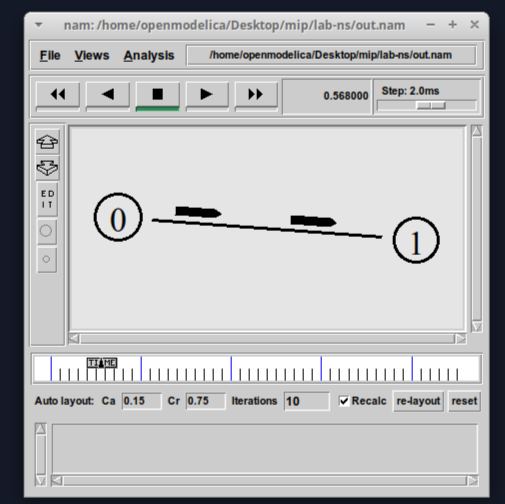 nam: /home/openmodelica/Desktop/mip/lab-ns/out.nam
File Views Analysis /home/openmodelica/Desktop/mip/lab-ns/out.nam
0.568000 Step: 2.0ms
ED
IT
0
1
TIME
Auto layout: Ca 0.15 Cr 0.75 Iterations 10 Recalc re-layout reset